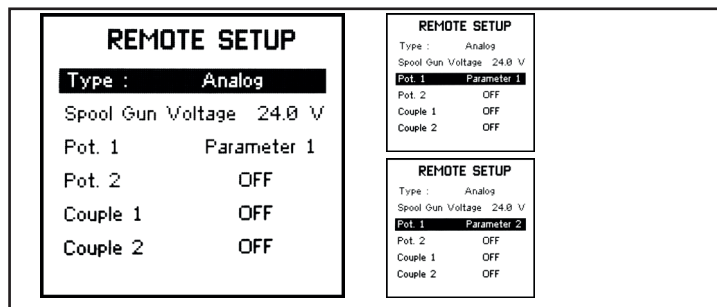 REMOTE SETUP
Type : Analog
Spool Gun Voltage 24.0 V
Pot. 1 Parameter 1
Pot. 2 OFF
Couple 1 OFF
Couple 2 OFF
REMOTE SETUP
Type : Analog
Spool Gun Voltage 24.0 V
Pot. 1 Parameter 1
Pot. 2 OFF
Couple 1 OFF
Couple 2 OFF
REMOTE SETUP
Type : Analog
Spool Gun Voltage 24.0 V
Pot. 1 Parameter 2
Pot. 2 OFF
Couple 1 OFF
Couple 2 OFF